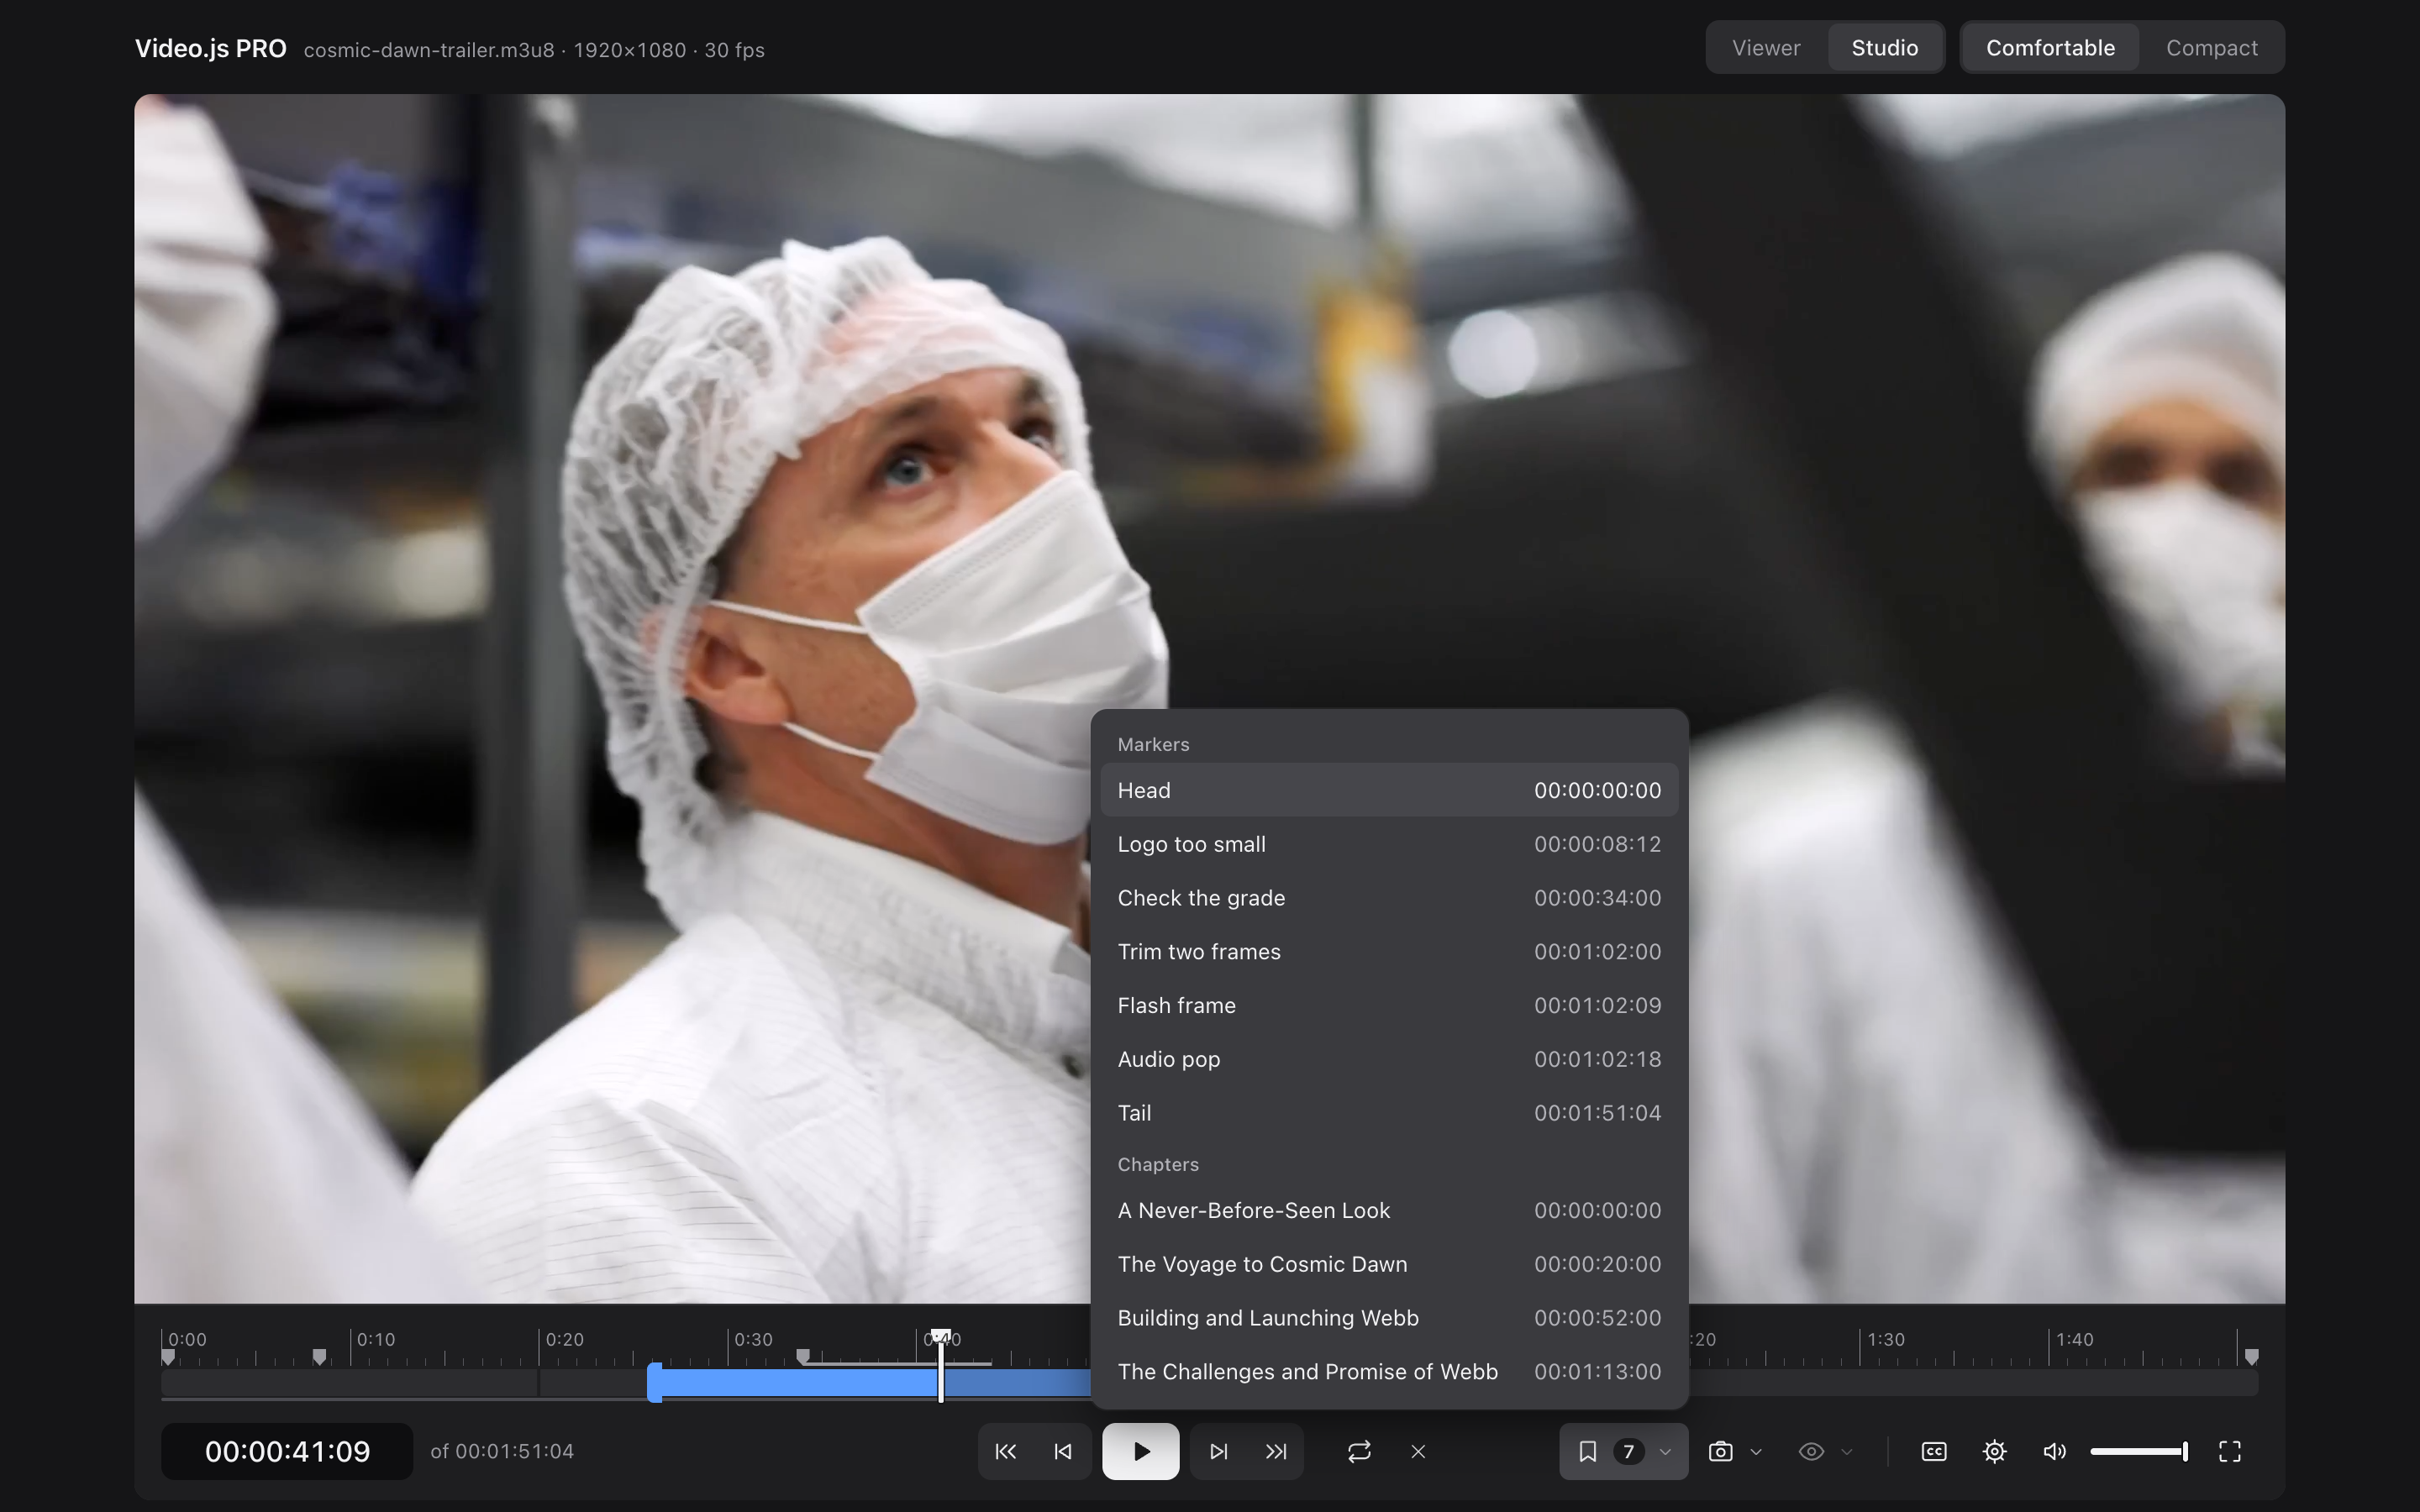 Video.js PRO cosmic-dawn-trailer.m3u8 · 1920×1080 · 30 fps
Viewer Studio Comfortable Compact
Markers
Head 00:00:00:00
Logo too small 00:00:08:12
Check the grade 00:00:34:00
Trim two frames 00:01:02:00
Flash frame 00:01:02:09
Audio pop 00:01:02:18
Tail 00:01:51:04
Chapters
A Never-Before-Seen Look 00:00:00:00
The Voyage to Cosmic Dawn 00:00:20:00
Building and Launching Webb 00:00:52:00
The Challenges and Promise of Webb 00:01:13:00
0:00 0:10 0:20 0:30 0:40 :20 1:30 1:40
00:00:41:09 of 00:01:51:04 7 CC